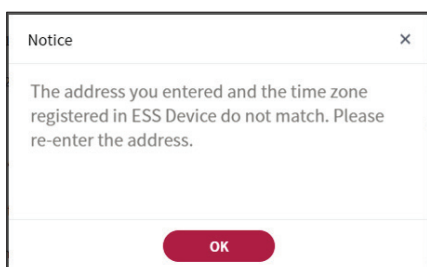 Notice
The address you entered and the time zone
registered in ESS Device do not match. Please
re-enter the address.
OK